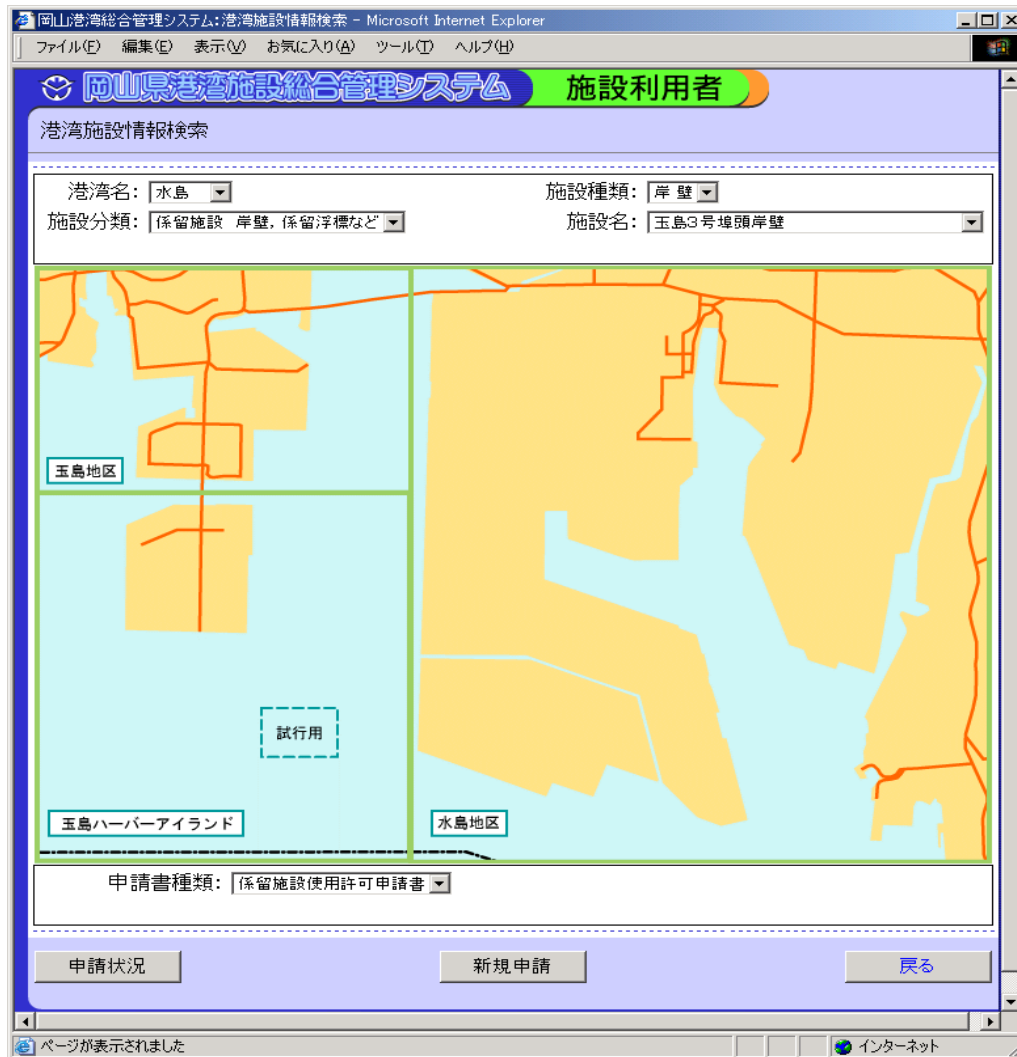 岡山港湾総合管理システム：港湾施設情報検索 - Microsoft Internet Explorer
ファイル(F) 編集(E) 表示(V) お気に入り(A) ツール(T) ヘルプ(H)
岡山県港湾施設総合管理システム 施設利用者
港湾施設情報検索
港湾名： 水島 施設種類： 岸 壁
施設分類： 係留施設 岸壁，係留浮標など 施設名： 玉島3号埠頭岸壁
玉島地区
試行用
玉島ハーバーアイランド 水島地区
申請書種類： 係留施設使用許可申請書
申請状況 新規申請 戻る
ページが表示されました インターネット